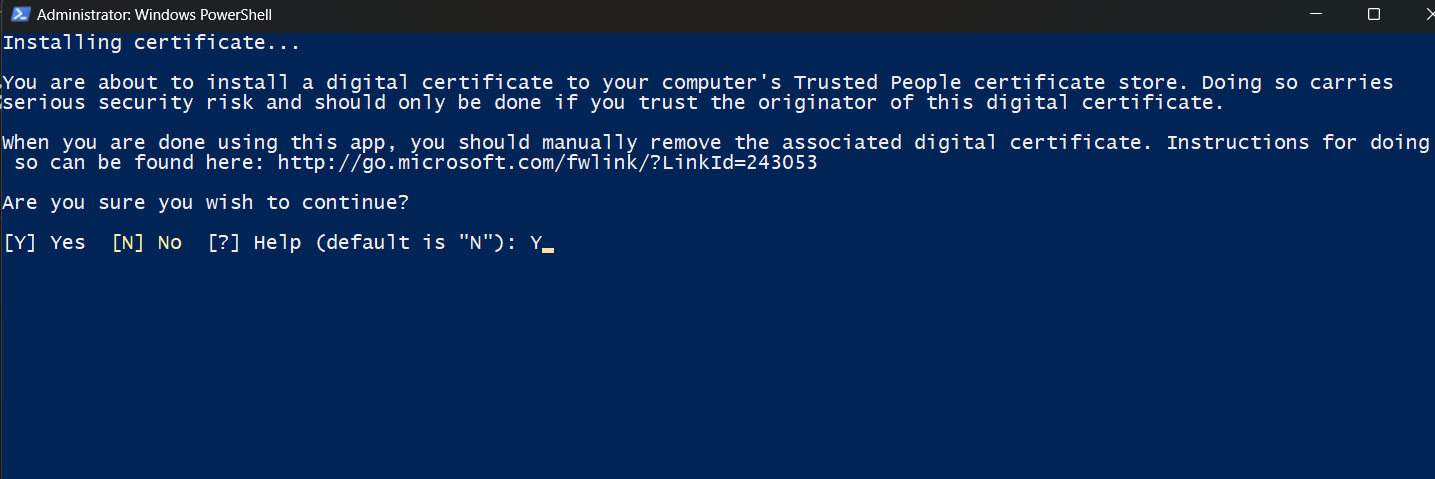 Administrator: Windows PowerShell
Installing certificate...
You are about to install a digital certificate to your computer's Trusted People certificate store. Doing so carries
serious security risk and should only be done if you trust the originator of this digital certificate.
When you are done using this app, you should manually remove the associated digital certificate. Instructions for doing
so can be found here: http://go.microsoft.com/fwlink/?LinkId=243053
Are you sure you wish to continue?
[Y] Yes  [N] No  [?] Help (default is "N"): Y